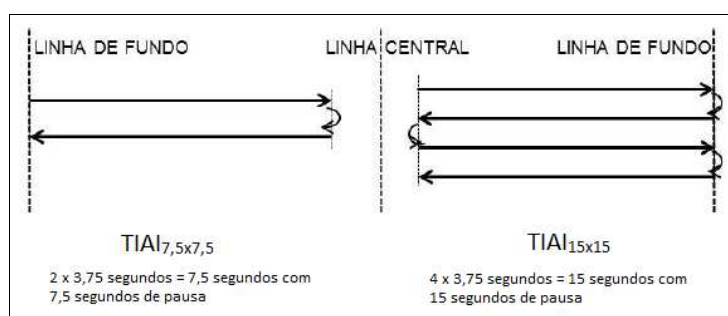 LINHA DE FUNDO
LINHA CENTRAL
LINHA DE FUNDO
TIAI7,5x7,5
2 x 3,75 segundos = 7,5 segundos com
7,5 segundos de pausa
TIAI15x15
4 x 3,75 segundos = 15 segundos com
15 segundos de pausa